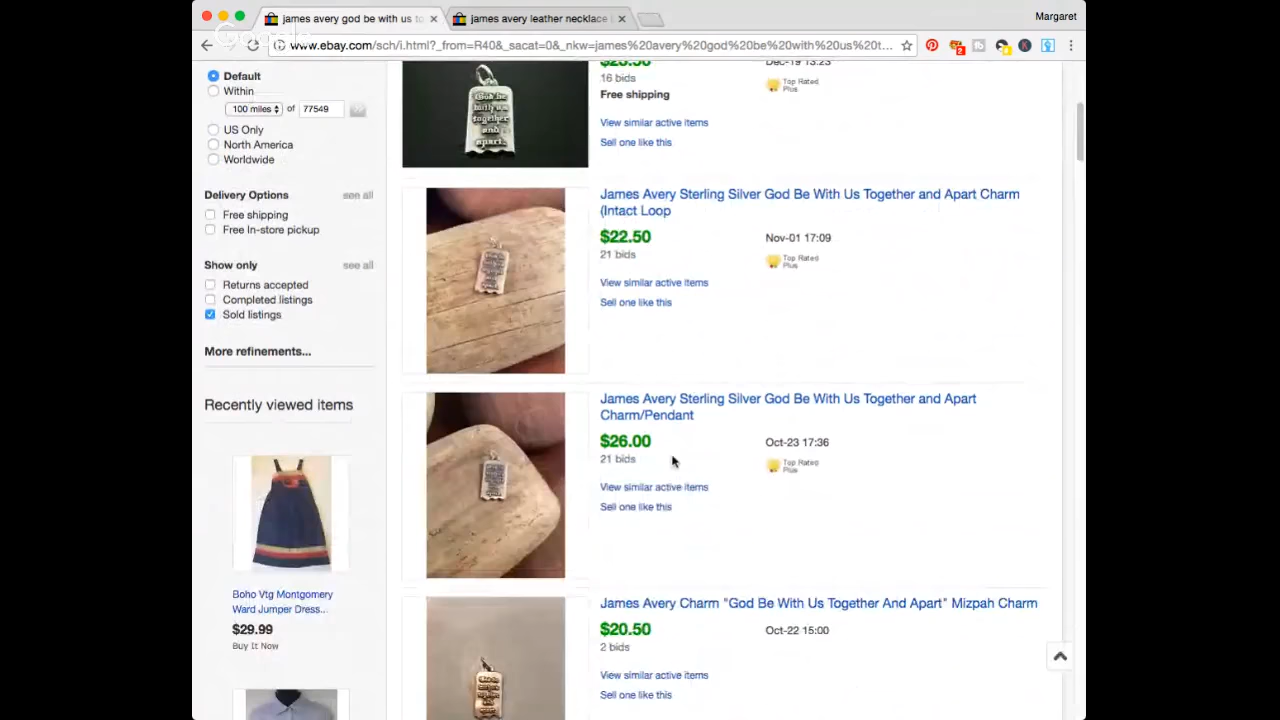 james avery god be with us to
james avery leather necklace
Margaret
Google
www.ebay.com/sch/i.html?_from=R40&_sacat=0&_nkw=james%20avery%20god%20be%20with%20us%20t...
2
Default
Within
100 miles of 77549
US Only
North America
Worldwide
Delivery Options see all
Free shipping
Free In-store pickup
Show only see all
Returns accepted
Completed listings
Sold listings
More refinements...
Recently viewed items
Boho Vtg Montgomery
Ward Jumper Dress...
$29.99
Buy It Now
$23.50 Dec-19 13:23
16 bids Top Rated
Plus
Free shipping
View similar active items
Sell one like this
God be
with us
together
and
apart.
James Avery Sterling Silver God Be With Us Together and Apart Charm
(Intact Loop
$22.50 Nov-01 17:09
21 bids Top Rated
Plus
View similar active items
Sell one like this
James Avery Sterling Silver God Be With Us Together and Apart
Charm/Pendant
$26.00 Oct-23 17:36
21 bids Top Rated
Plus
View similar active items
Sell one like this
James Avery Charm "God Be With Us Together And Apart" Mizpah Charm
$20.50 Oct-22 15:00
2 bids
View similar active items
Sell one like this